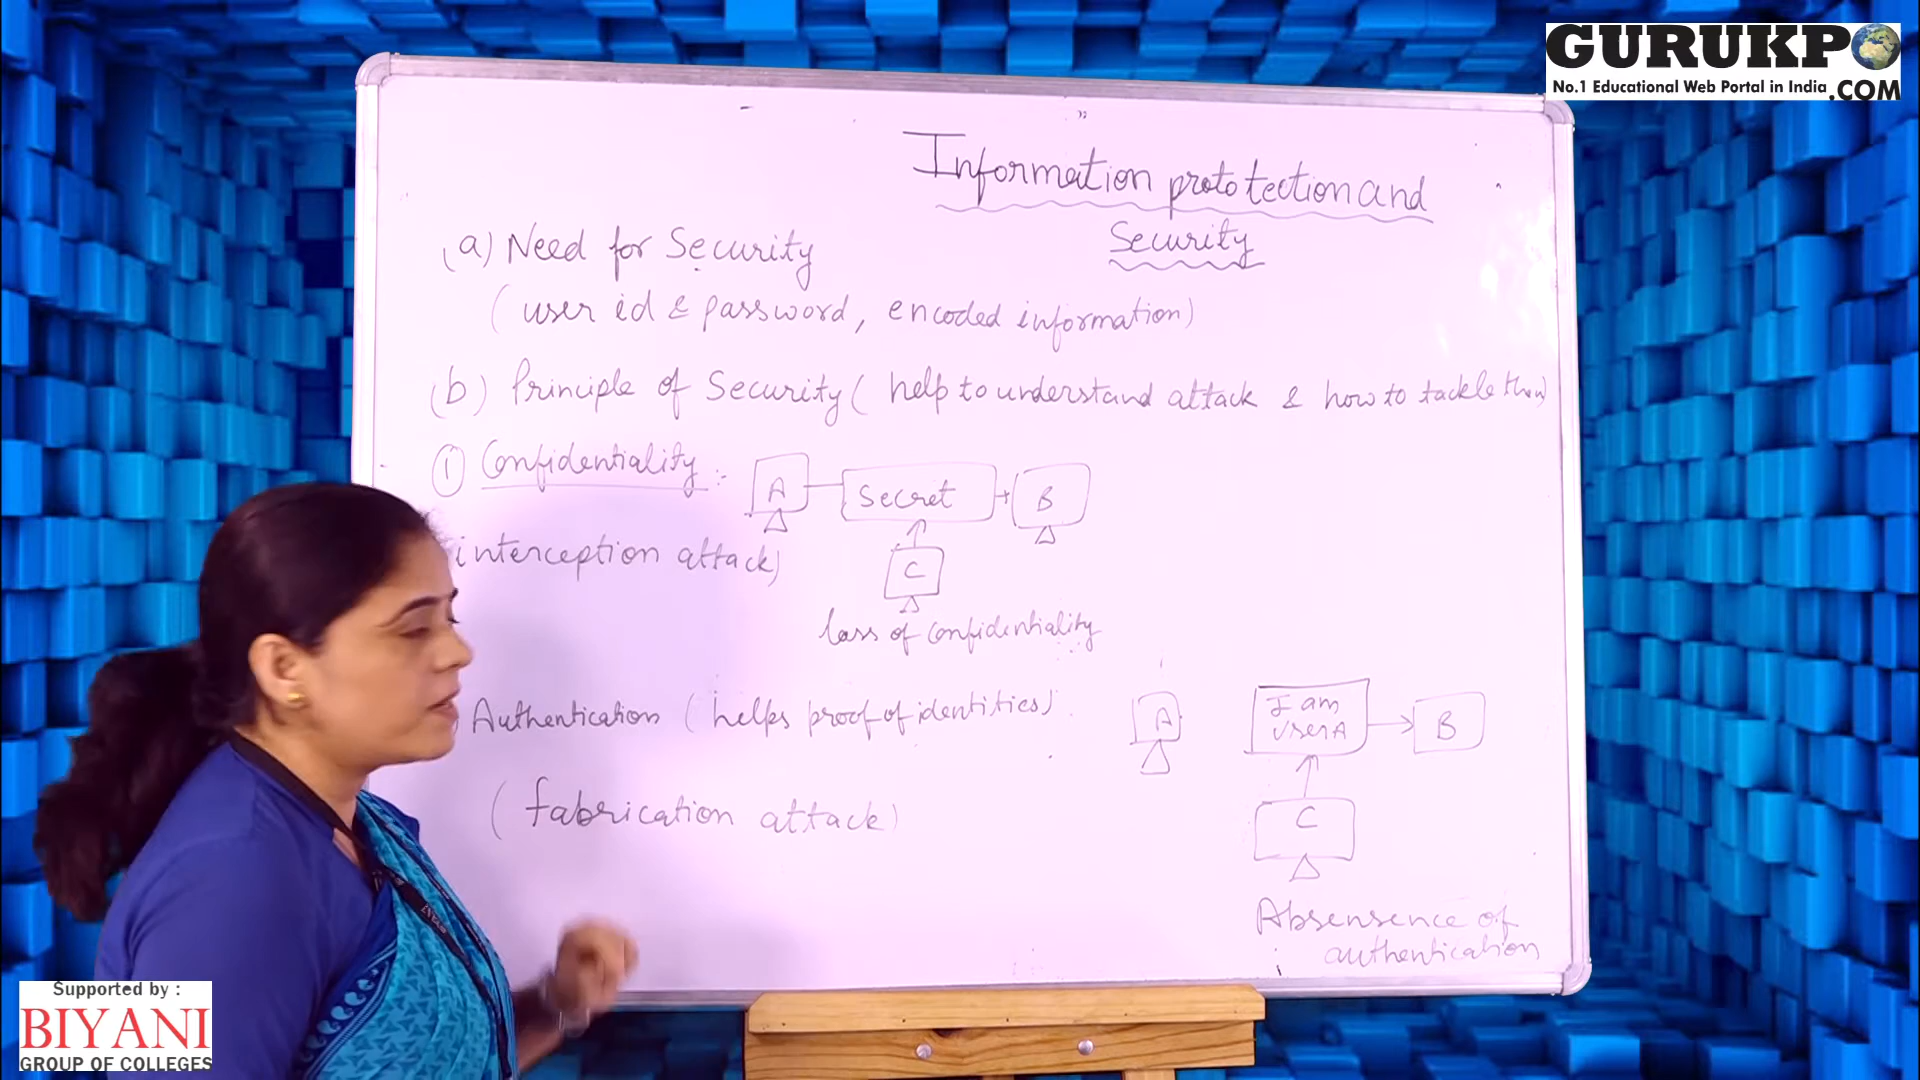 GURUKPO
No.1 Educational Web Portal in India .COM
Information prototection and
Security
(a) Need for Security
(user id & password, encoded information)
(b) Principle of Security (help to understand attack & how to tackle them)
① Confidentiality :-
A
Secret
B
interception attack)
C
loss of confidentiality
Authentication (helps proof of identities)
A
I am
User A
B
(fabrication attack)
C
Absensence of
authentication
Supported by :
BIYANI
GROUP OF COLLEGES